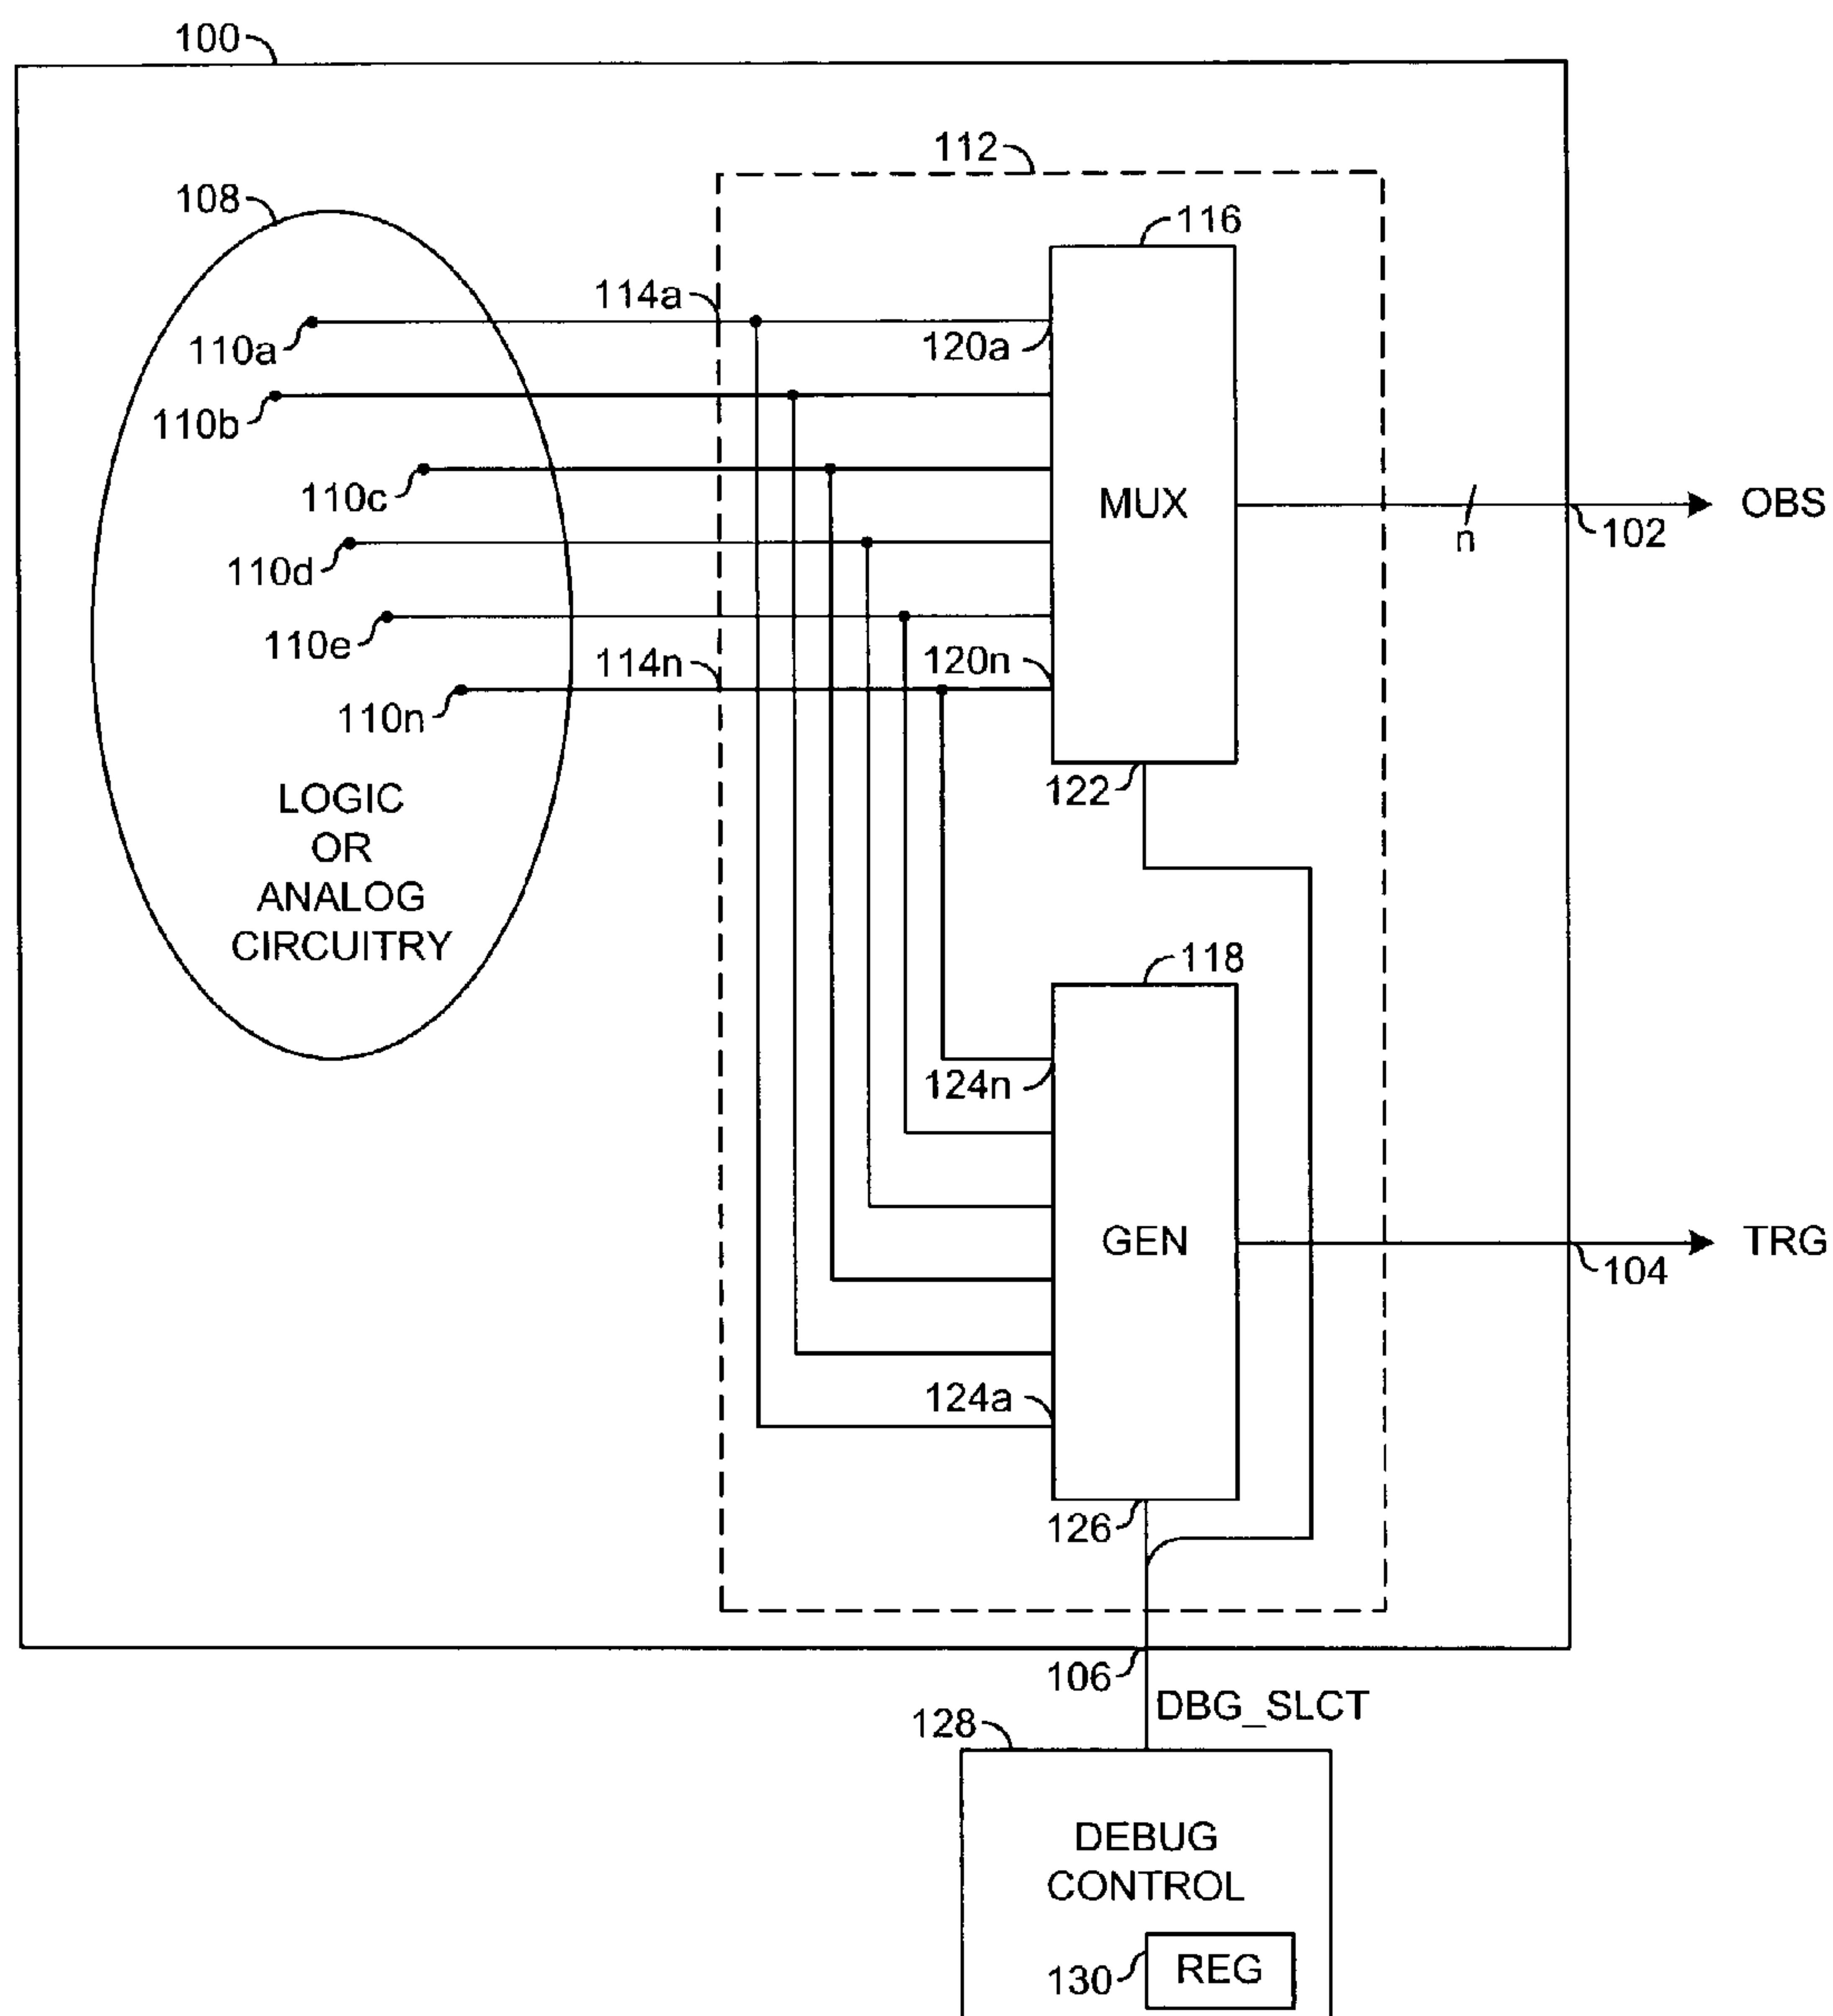 100
112
108
116
114a
110a
120a
110b
110c
MUX
n
102
OBS
110d
110e
114n
120n
110n
122
LOGIC
OR
ANALOG
CIRCUITRY
118
124n
GEN
TRG
104
124a
126
106
DBG_SLCT
128
DEBUG
CONTROL
130
REG